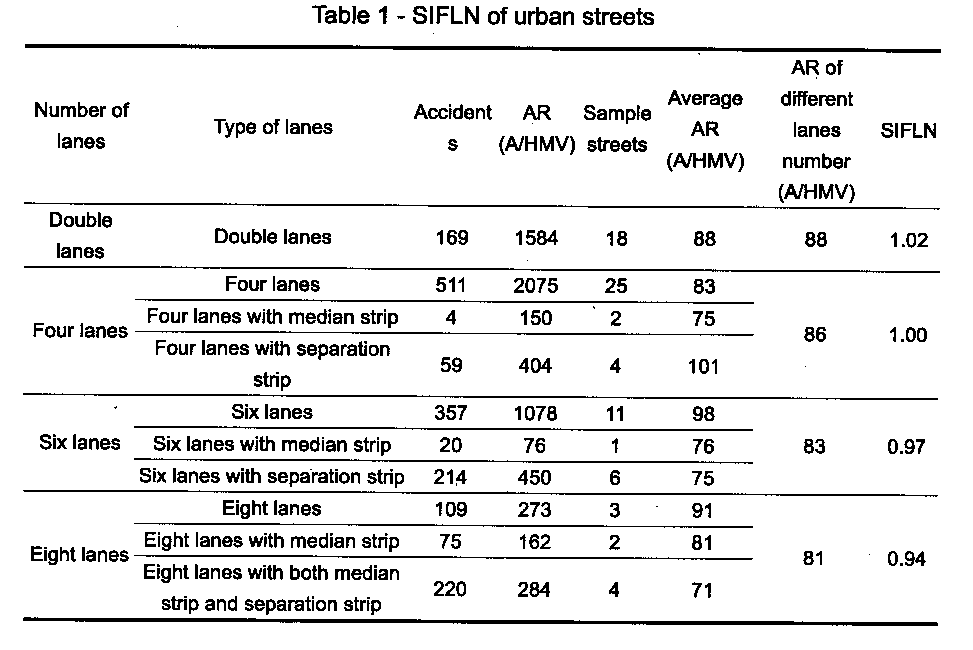 Table 1 - SIFLN of urban streets
Number of lanes | Type of lanes | Accidents | AR (A/HMV) | Sample streets | Average AR (A/HMV) | AR of different lanes number (A/HMV) | SIFLN
Double lanes | Double lanes | 169 | 1584 | 18 | 88 | 88 | 1.02
Four lanes | Four lanes | 511 | 2075 | 25 | 83 | 86 | 1.00
Four lanes with median strip | 4 | 150 | 2 | 75
Four lanes with separation strip | 59 | 404 | 4 | 101
Six lanes | Six lanes | 357 | 1078 | 11 | 98 | 83 | 0.97
Six lanes with median strip | 20 | 76 | 1 | 76
Six lanes with separation strip | 214 | 450 | 6 | 75
Eight lanes | Eight lanes | 109 | 273 | 3 | 91 | 81 | 0.94
Eight lanes with median strip | 75 | 162 | 2 | 81
Eight lanes with both median strip and separation strip | 220 | 284 | 4 | 71